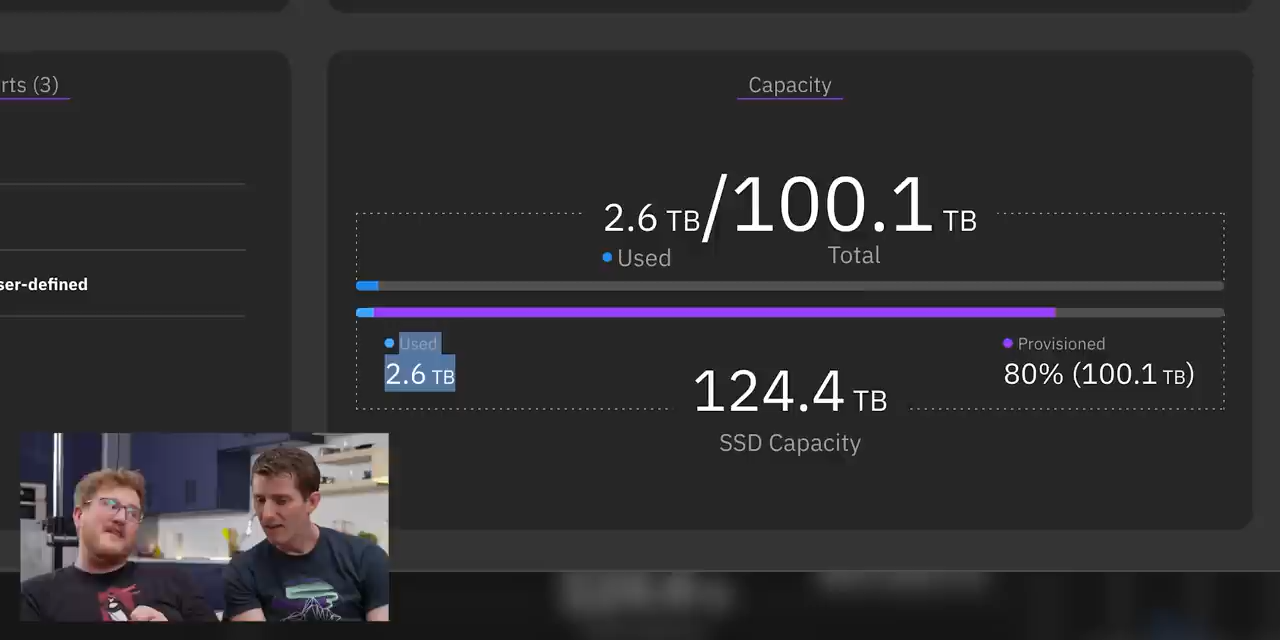 rts (3)
ser-defined
Capacity
2.6 TB/100.1 TB
Used
Total
Used
2.6 TB
Provisioned
80% (100.1 TB)
124.4 TB
SSD Capacity